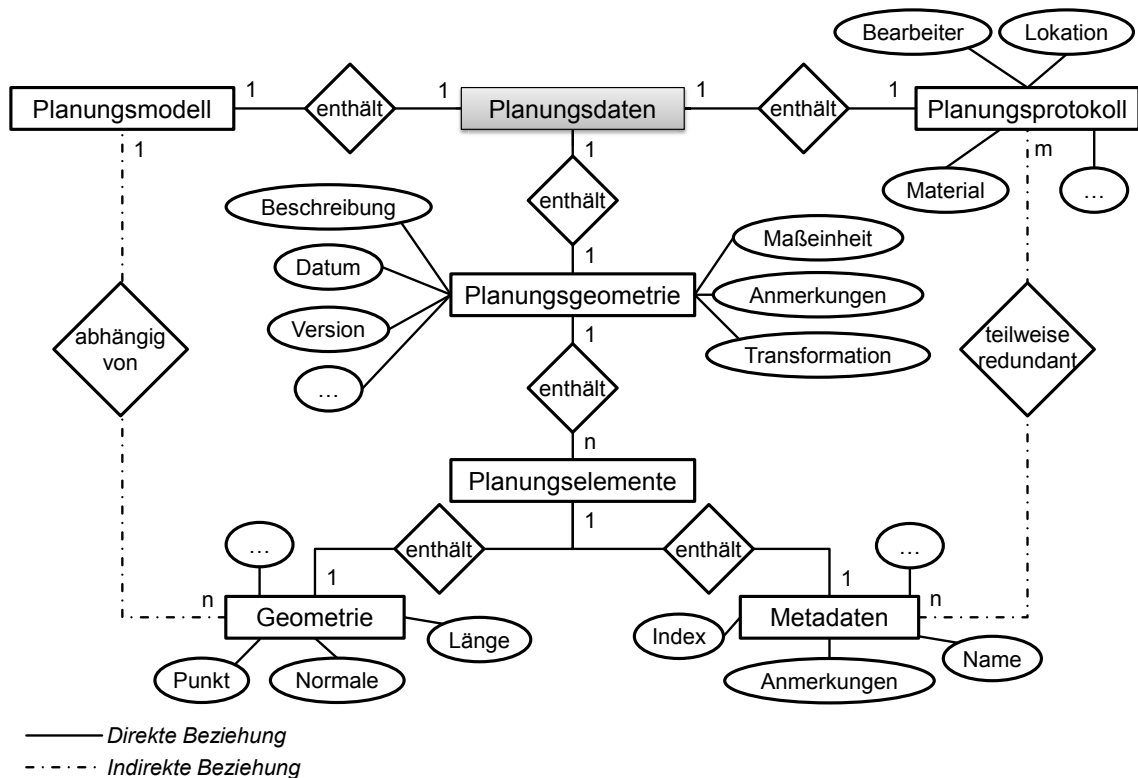 Bearbeiter
Lokation
Planungsmodell
1
enthält
1
Planungsdaten
1
enthält
1
Planungsprotokoll
1
1
m
enthält
Material
…
Beschreibung
Maßeinheit
Datum
1
Planungsgeometrie
Anmerkungen
Version
1
abhängig
von
teilweise
redundant
Transformation
…
enthält
n
Planungselemente
1
…
enthält
enthält
…
1
1
n
Geometrie
Metadaten
n
Länge
Index
Name
Punkt
Normale
Anmerkungen
Direkte Beziehung
Indirekte Beziehung